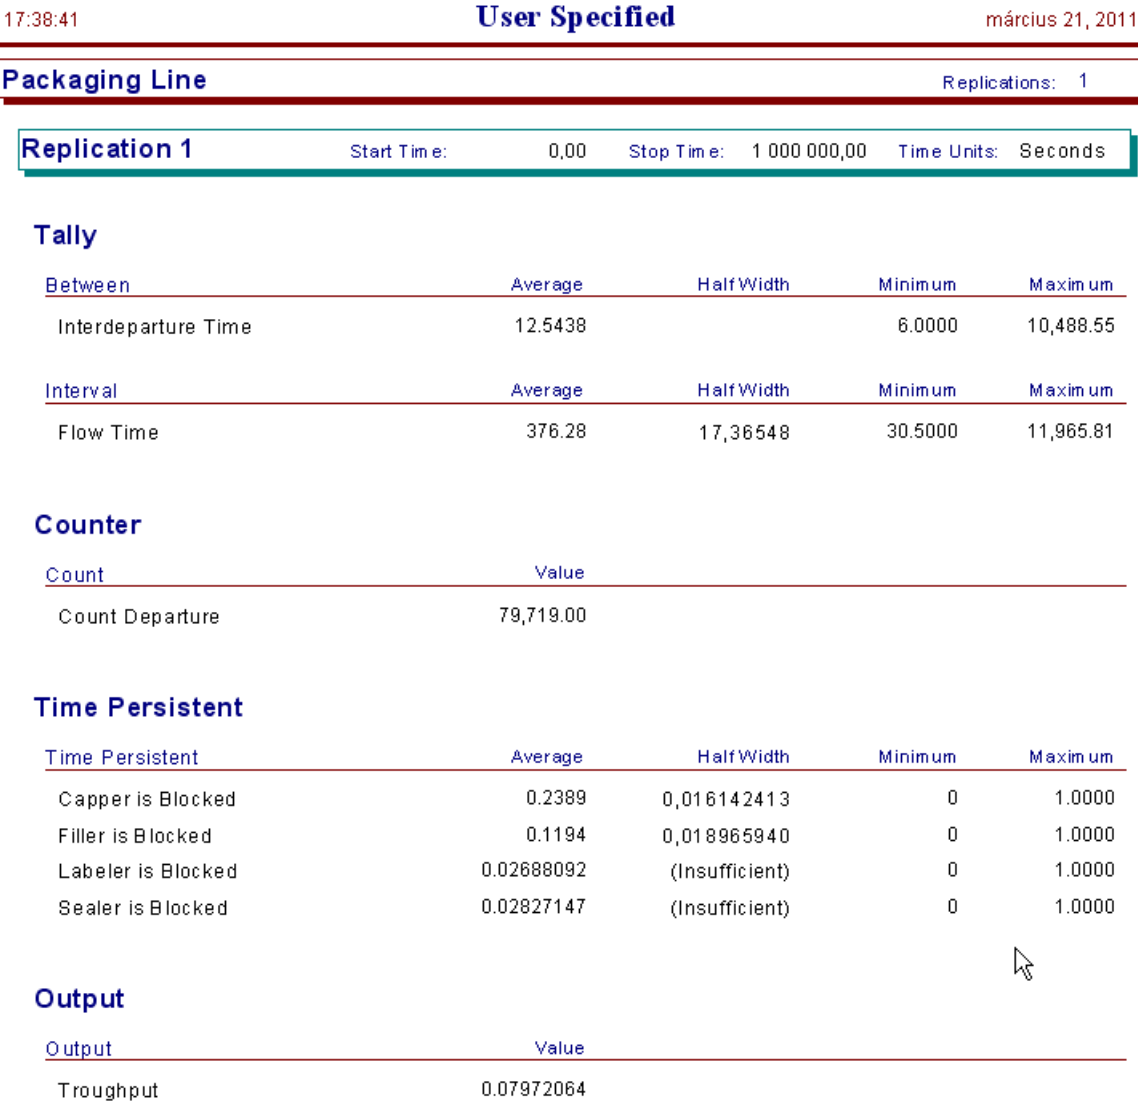 17:38:41 User Specified március 21, 2011
Packaging Line Replications: 1
Replication 1 Start Time: 0,00 Stop Time: 1 000 000,00 Time Units: Seconds
Tally
Between Average Half Width Minimum Maximum
Interdeparture Time 12.5438 6.0000 10,488.55
Interval Average Half Width Minimum Maximum
Flow Time 376.28 17,36548 30.5000 11,965.81
Counter
Count Value
Count Departure 79,719.00
Time Persistent
Time Persistent Average Half Width Minimum Maximum
Capper is Blocked 0.2389 0,016142413 0 1.0000
Filler is Blocked 0.1194 0,018965940 0 1.0000
Labeler is Blocked 0.02688092 (Insufficient) 0 1.0000
Sealer is Blocked 0.02827147 (Insufficient) 0 1.0000
Output
Output Value
Troughput 0.07972064